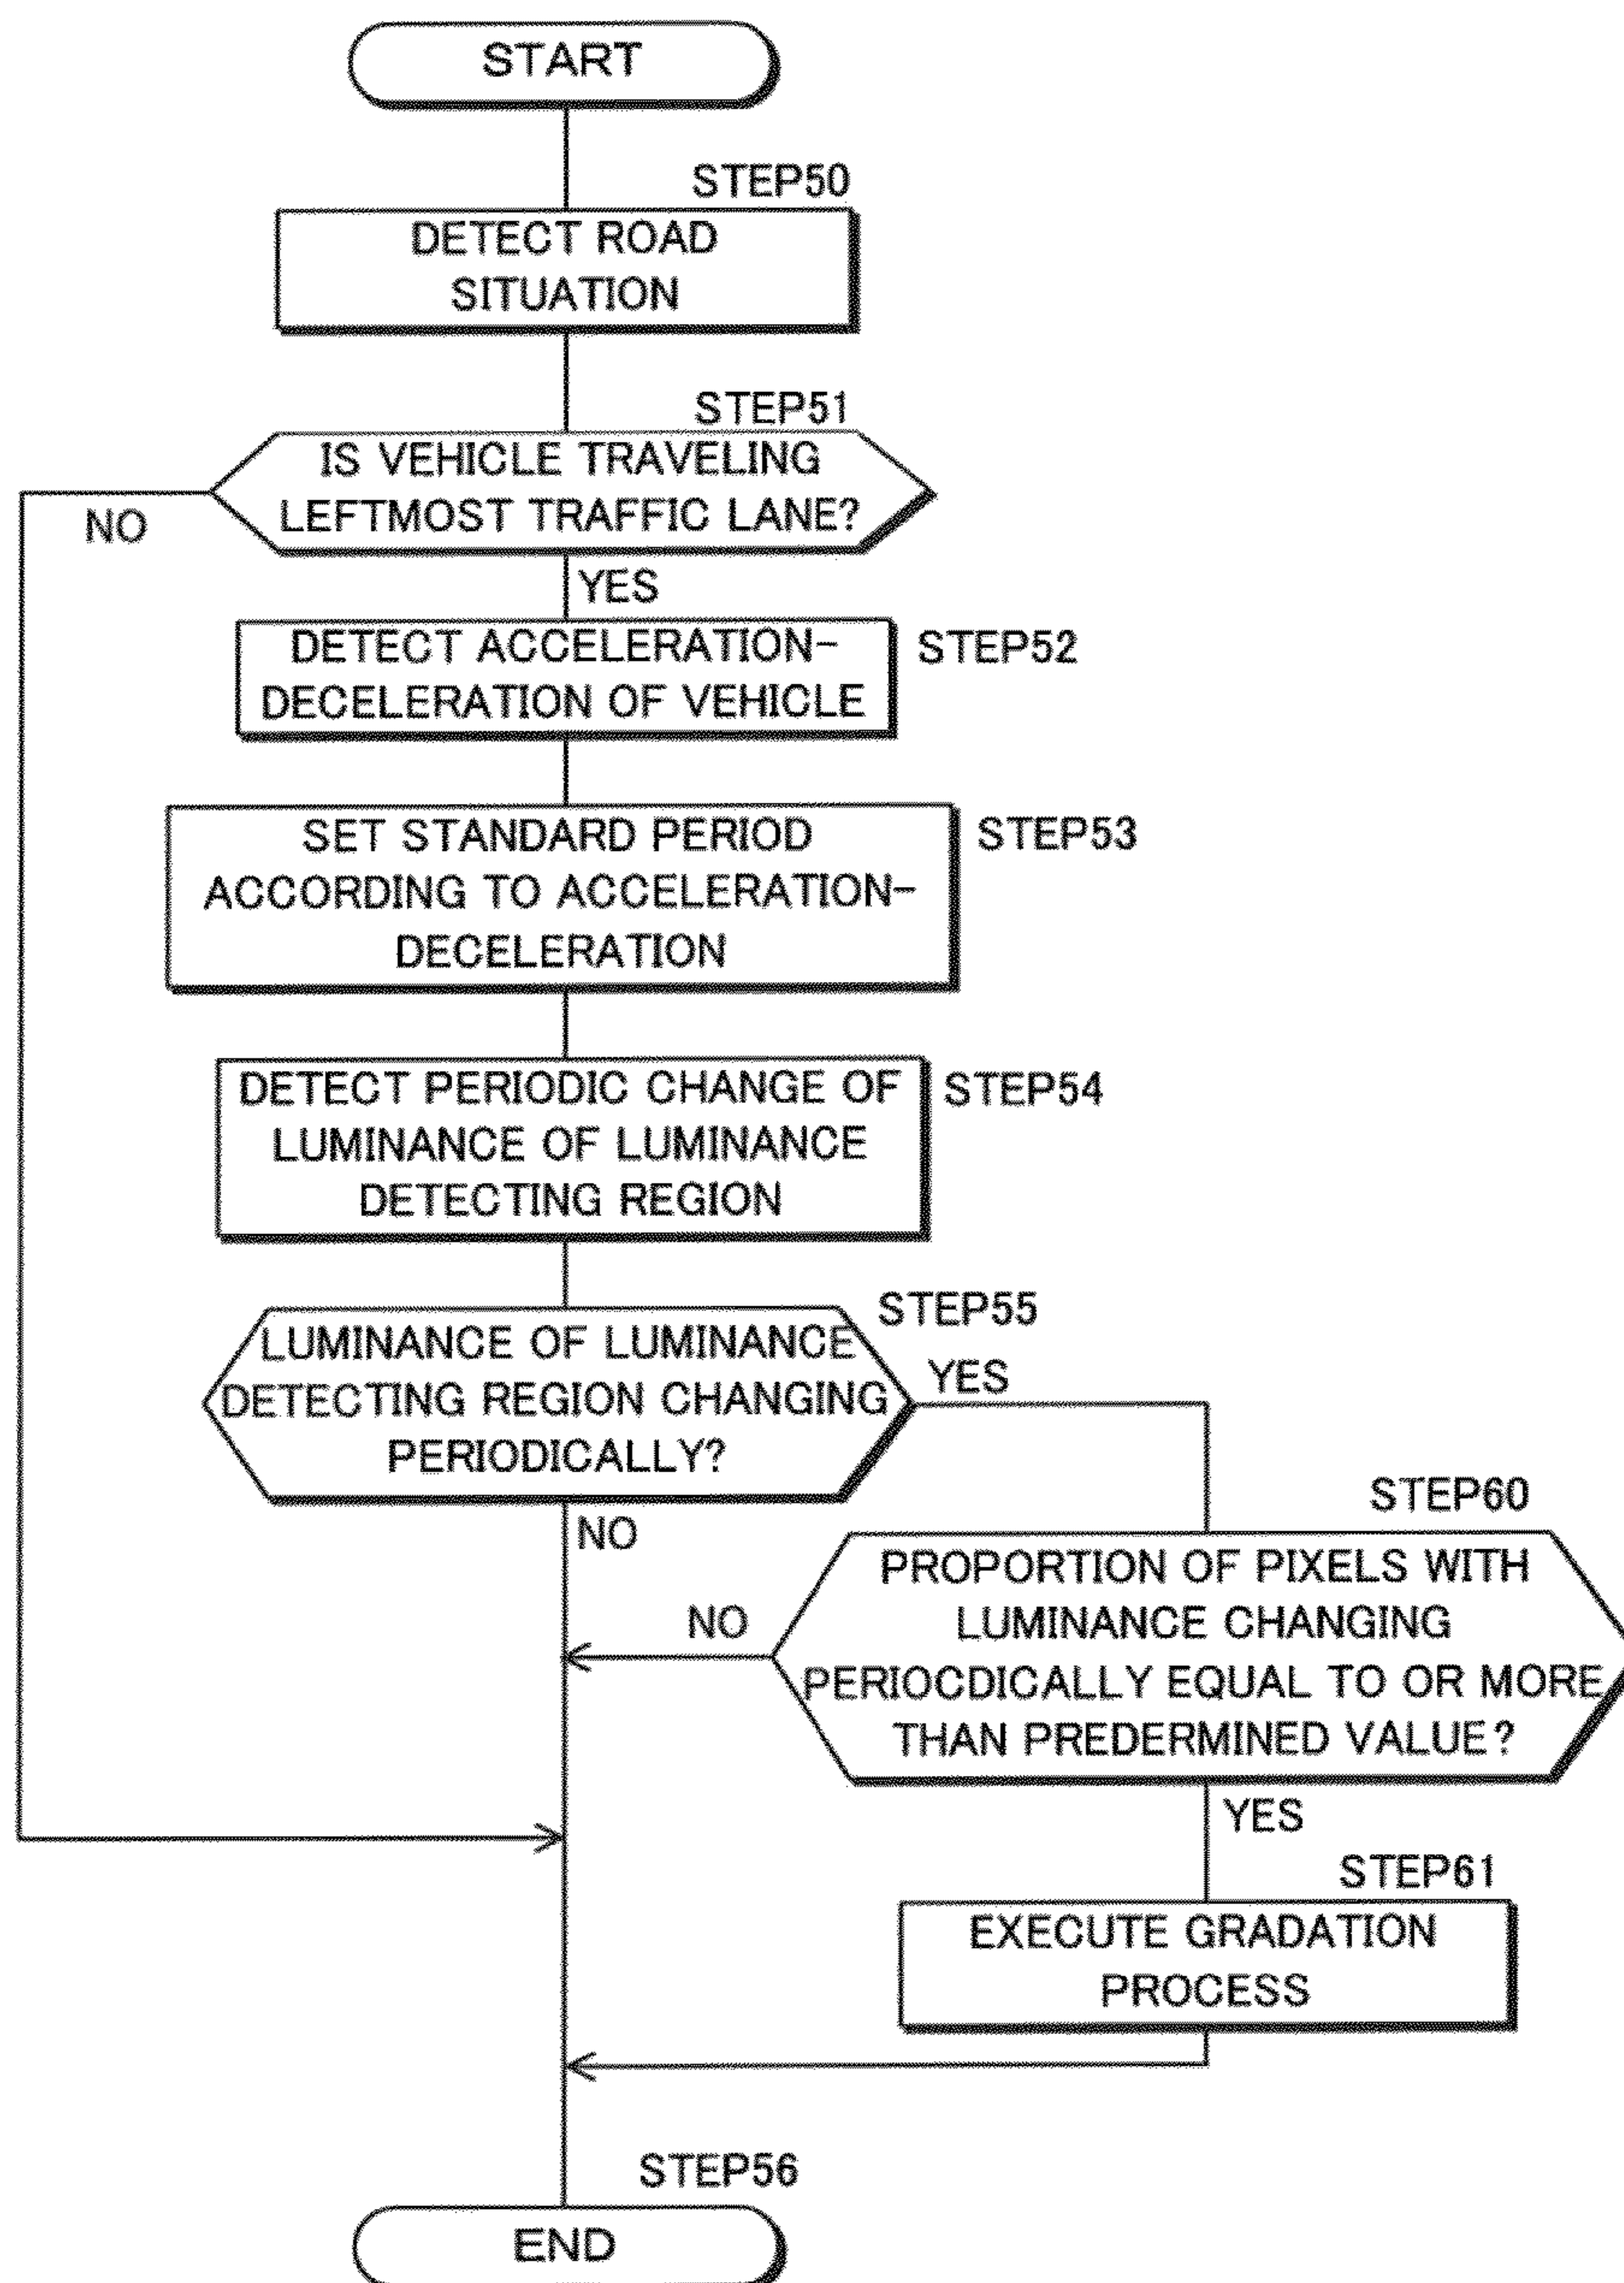 START
STEP50
DETECT ROAD
SITUATION
STEP51
IS VEHICLE TRAVELING
LEFTMOST TRAFFIC LANE?
NO
YES
DETECT ACCELERATION-
DECELERATION OF VEHICLE
STEP52
SET STANDARD PERIOD
ACCORDING TO ACCELERATION-
DECELERATION
STEP53
DETECT PERIODIC CHANGE OF
LUMINANCE OF LUMINANCE
DETECTING REGION
STEP54
STEP55
LUMINANCE OF LUMINANCE
DETECTING REGION CHANGING
PERIODICALLY?
YES
NO
STEP60
PROPORTION OF PIXELS WITH
LUMINANCE CHANGING
PERIOCDICALLY EQUAL TO OR MORE
THAN PREDERMINED VALUE?
NO
YES
STEP61
EXECUTE GRADATION
PROCESS
STEP56
END